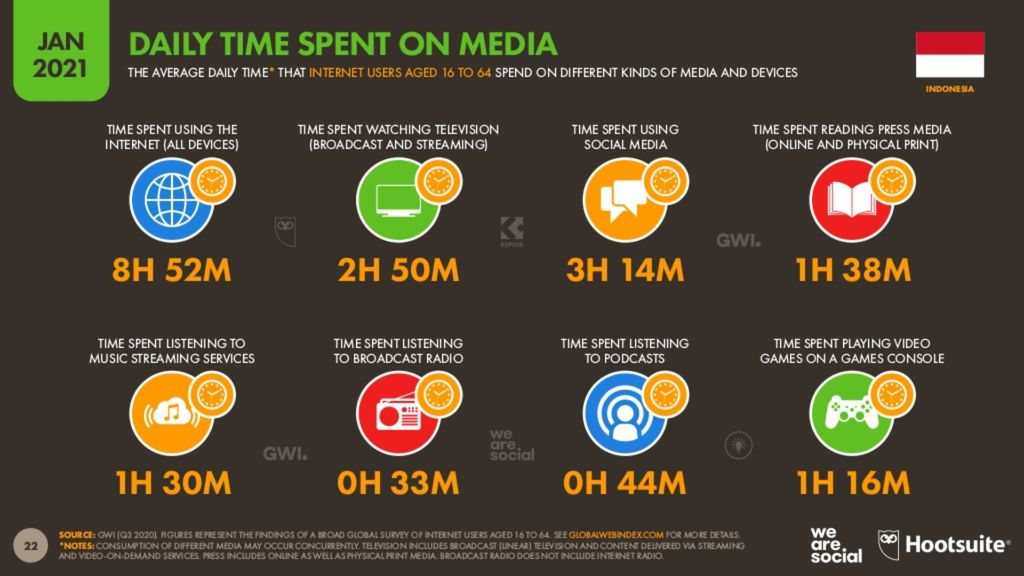 JAN
2021
DAILY TIME SPENT ON MEDIA
THE AVERAGE DAILY TIME* THAT INTERNET USERS AGED 16 TO 64 SPEND ON DIFFERENT KINDS OF MEDIA AND DEVICES
INDONESIA
TIME SPENT USING THE
INTERNET (ALL DEVICES)
8H 52M
TIME SPENT WATCHING TELEVISION
(BROADCAST AND STREAMING)
2H 50M
TIME SPENT USING
SOCIAL MEDIA
3H 14M
TIME SPENT READING PRESS MEDIA
(ONLINE AND PHYSICAL PRINT)
1H 38M
KEPIOS
GWI.
TIME SPENT LISTENING TO
MUSIC STREAMING SERVICES
1H 30M
TIME SPENT LISTENING
TO BROADCAST RADIO
0H 33M
TIME SPENT LISTENING
TO PODCASTS
0H 44M
TIME SPENT PLAYING VIDEO
GAMES ON A GAMES CONSOLE
1H 16M
GWI.
we
are
social
22
SOURCE: GWI (Q3 2020). FIGURES REPRESENT THE FINDINGS OF A BROAD GLOBAL SURVEY OF INTERNET USERS AGED 16 TO 64. SEE GLOBALWEBINDEX.COM FOR MORE DETAILS.
*NOTES: CONSUMPTION OF DIFFERENT MEDIA MAY OCCUR CONCURRENTLY. TELEVISION INCLUDES BROADCAST (LINEAR) TELEVISION AND CONTENT DELIVERED VIA STREAMING
AND VIDEO-ON-DEMAND SERVICES. PRESS INCLUDES ONLINE AS WELL AS PHYSICAL PRINT MEDIA. BROADCAST RADIO DOES NOT INCLUDE INTERNET RADIO.
we
are
social
Hootsuite®